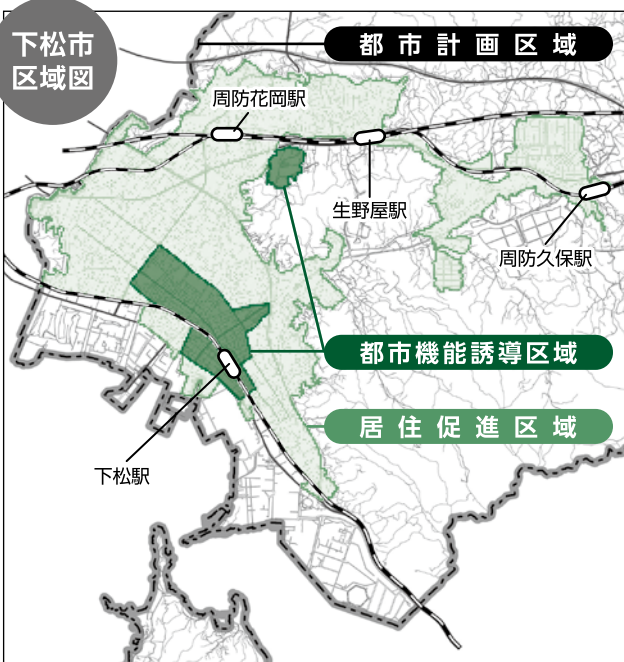 下松市
区域図
都市計画区域
周防花岡駅
生野屋駅
周防久保駅
都市機能誘導区域
居住促進区域
下松駅